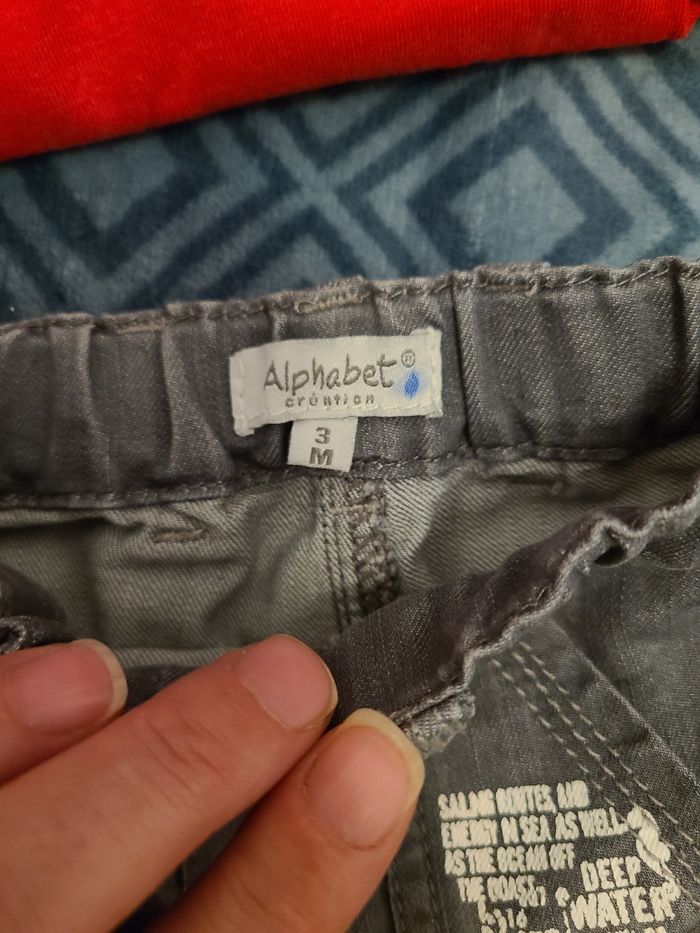 Alphabet®
création
3
M
SALING ROUTES, AND
ENERGY IN SEA AS WELL
AS THE OCEAN OFF
THE COAST
DEEP
WATER